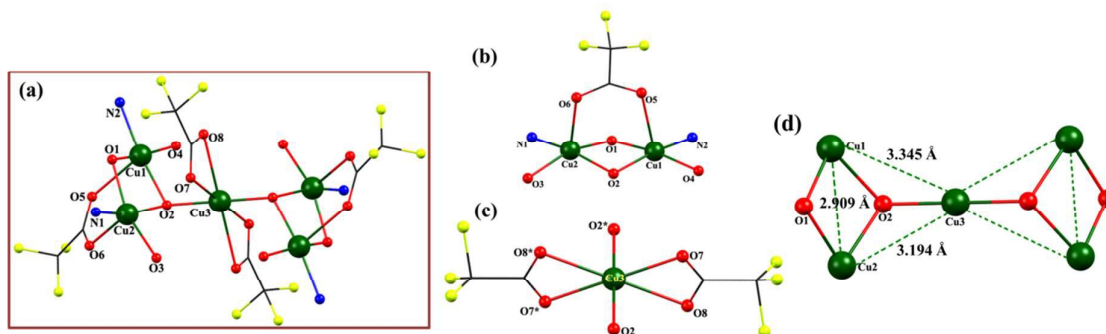 (a)
N2
O8
O1
O4
Cu1
O7
O5
N1
O2
Cu2
Cu3
O6
O3
(b)
O6
O5
N1
O1
N2
Cu2
Cu1
O2
O3
O4
(c)
O2*
O8*
O7
Cu3
O7*
O8
O2
(d)
Cu1
3.345 Å
2.909 Å
O1
O2
Cu3
Cu2
3.194 Å